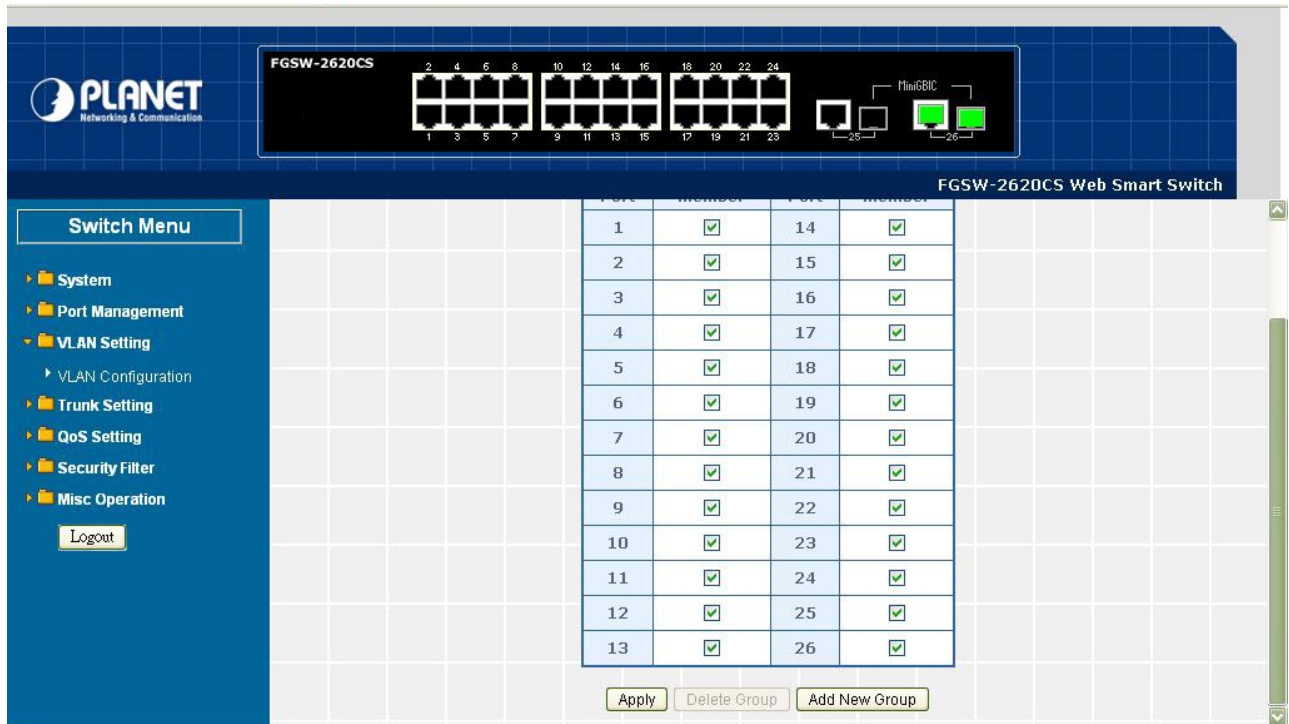 FGSW-2620CS
2 4 6 8 10 12 14 16 18 20 22 24
MiniGBIC
PLANET
Networking & Communication
1 3 5 7 9 11 13 15 17 19 21 23 25 26
FGSW-2620CS Web Smart Switch
Switch Menu
System
Port Management
VLAN Setting
VLAN Configuration
Trunk Setting
QoS Setting
Security Filter
Misc Operation
Logout
Port Member Port Member
1 14
2 15
3 16
4 17
5 18
6 19
7 20
8 21
9 22
10 23
11 24
12 25
13 26
Apply Delete Group Add New Group